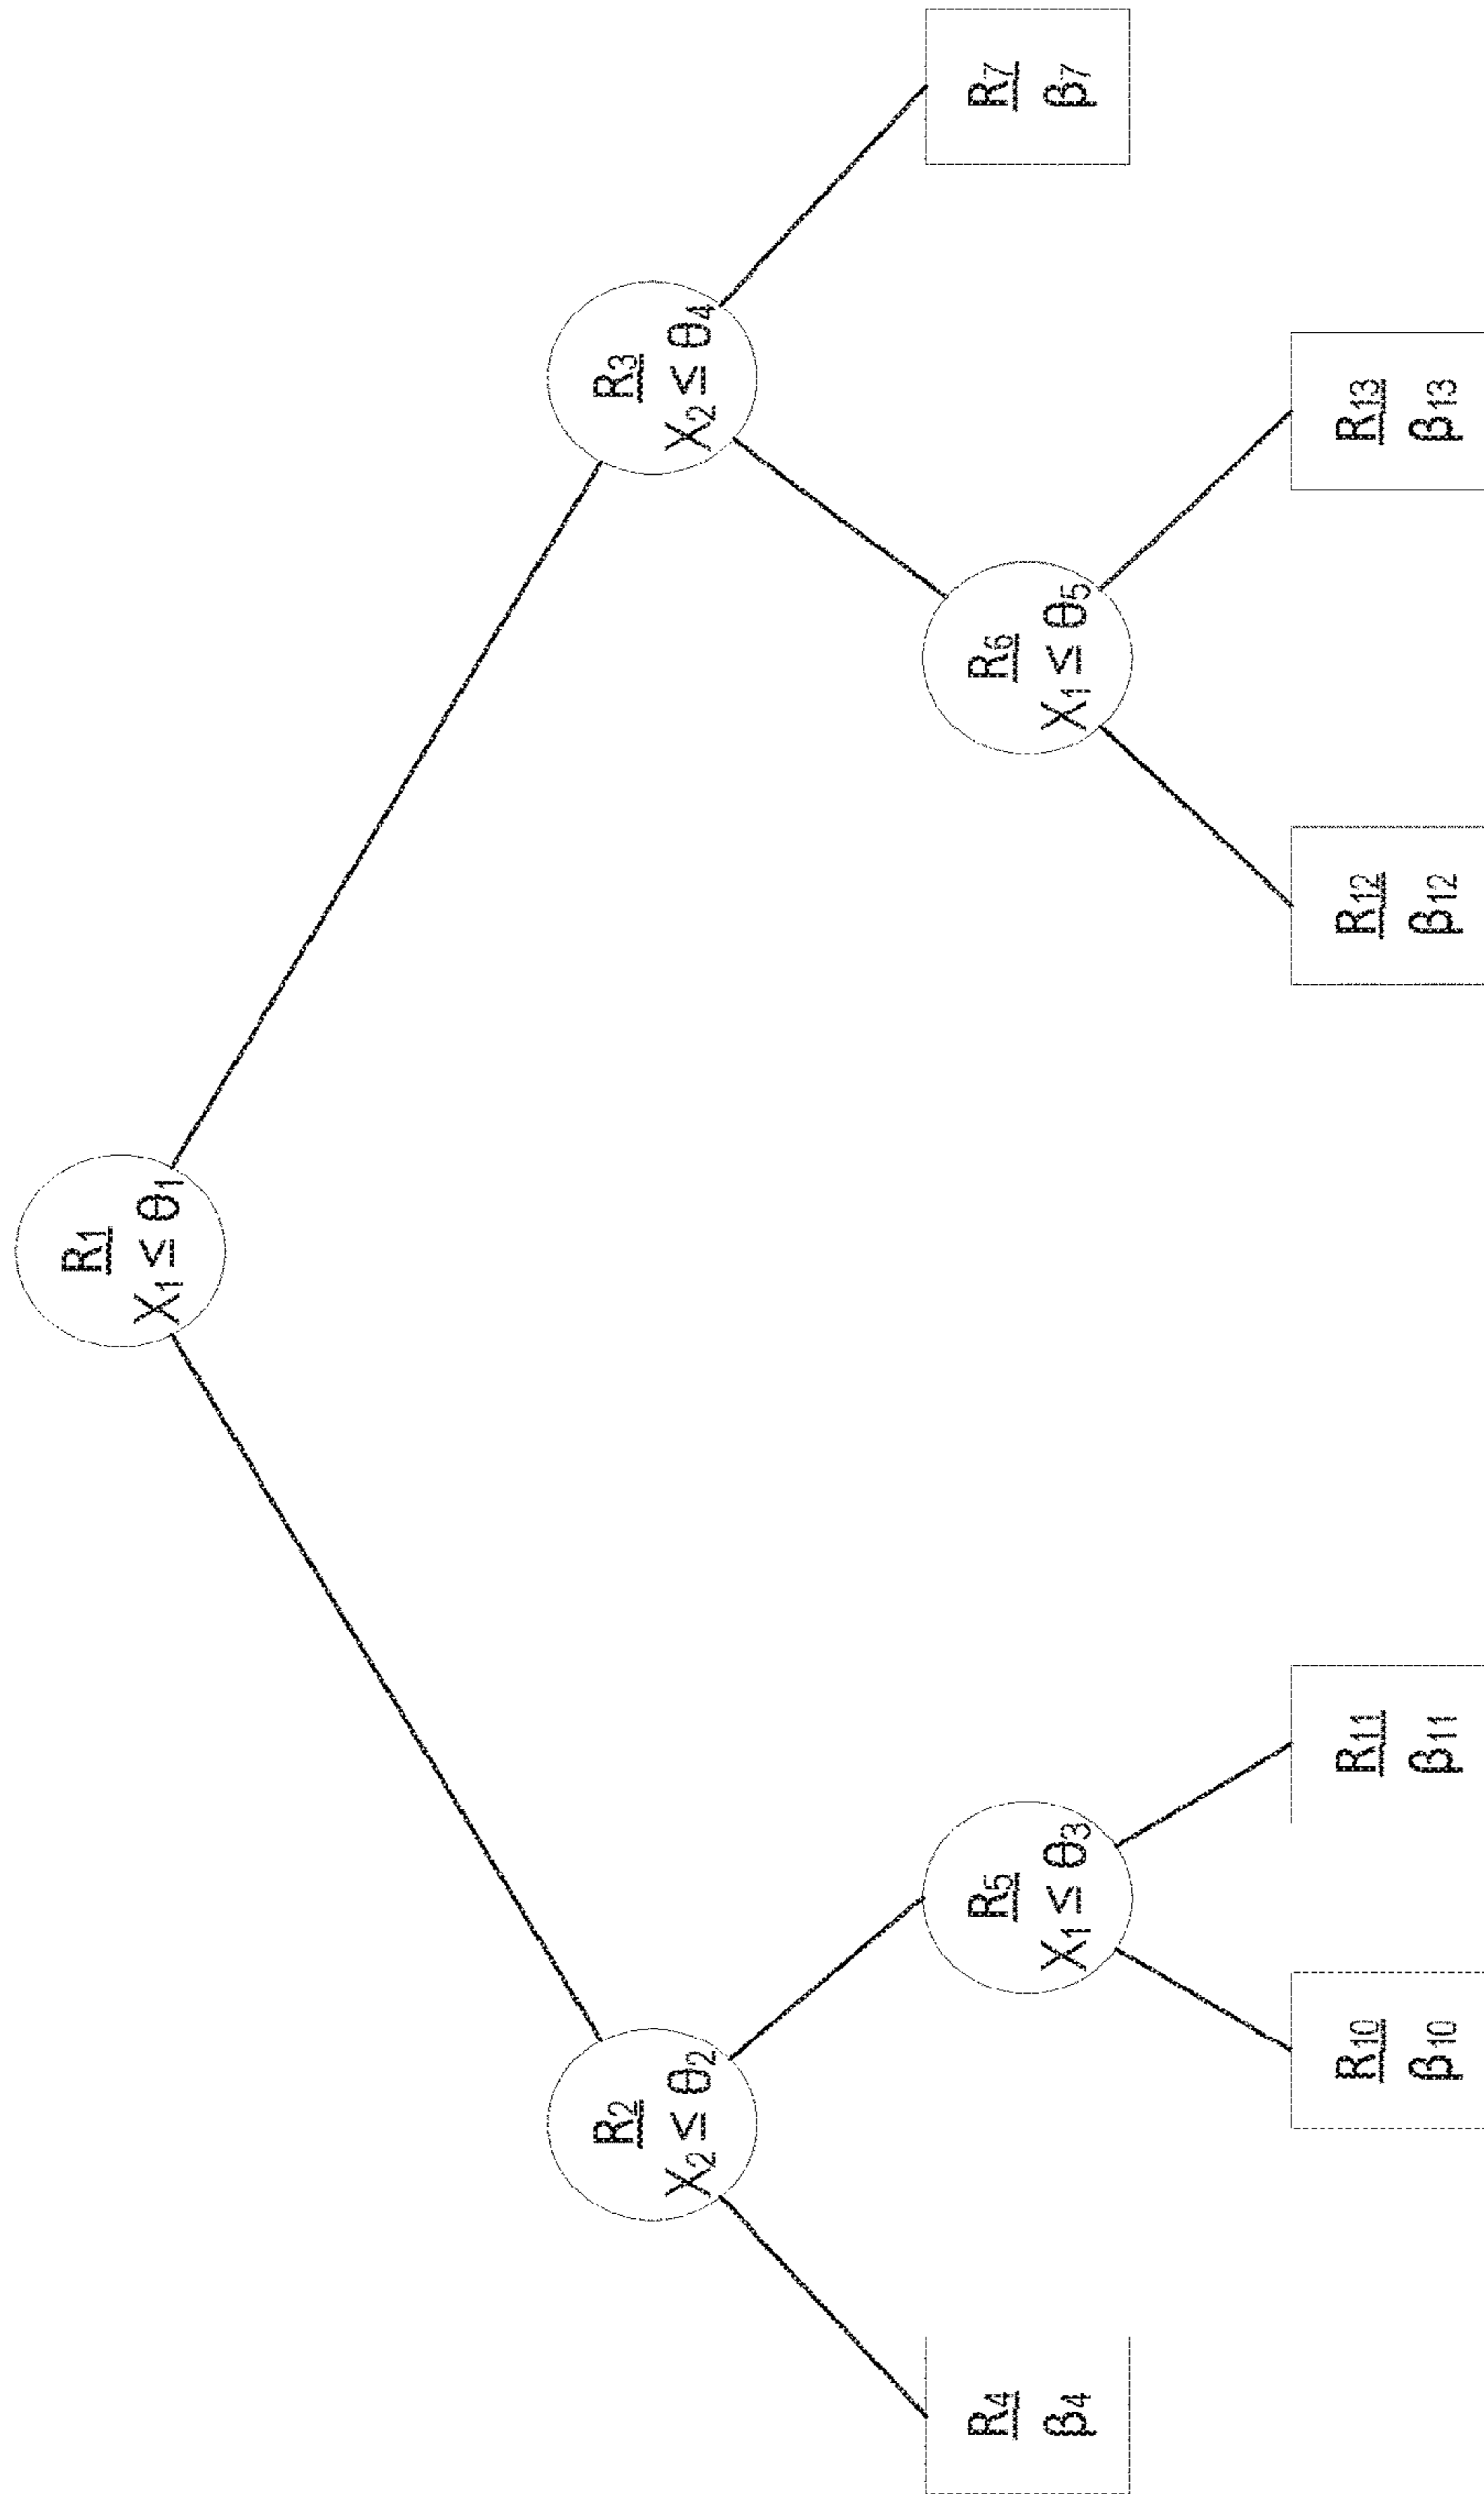 R1
X1 ≤ θ1
R2
X2 ≤ θ2
R3
X2 ≤ θ4
R4
β4
R5
X1 ≤ θ3
R6
X1 ≤ θ5
R7
β7
R10
β10
R11
β11
R12
β12
R13
β13